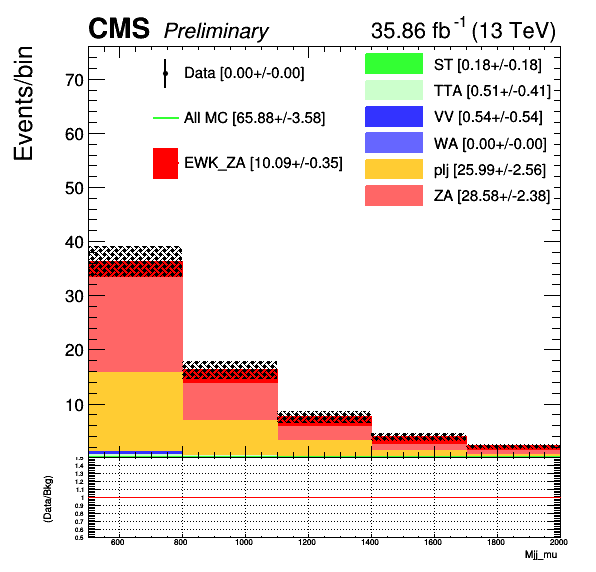 CMS Preliminary 35.86 fb⁻¹ (13 TeV)
Events/bin
70
60
50
40
30
20
10
Data [0.00+/-0.00]
All MC [65.88+/-3.58]
EWK_ZA [10.09+/-0.35]
ST [0.18+/-0.18]
TTA [0.51+/-0.41]
VV [0.54+/-0.54]
WA [0.00+/-0.00]
plj [25.99+/-2.56]
ZA [28.58+/-2.38]
(Data/Bkg)
1.5
1.4
1.3
1.2
1.1
1
0.9
0.8
0.7
0.6
0.5
600 800 1000 1200 1400 1600 1800 2000
Mjj_mu